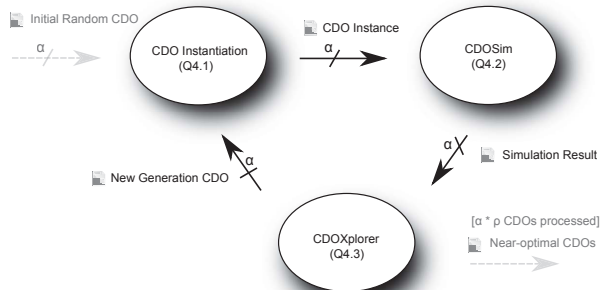 Initial Random CDO
α
CDO Instantiation
(Q4.1)
CDO Instance
α
CDOSim
(Q4.2)
α
Simulation Result
α
New Generation CDO
CDOXplorer
(Q4.3)
[α * ρ CDOs processed]
Near-optimal CDOs